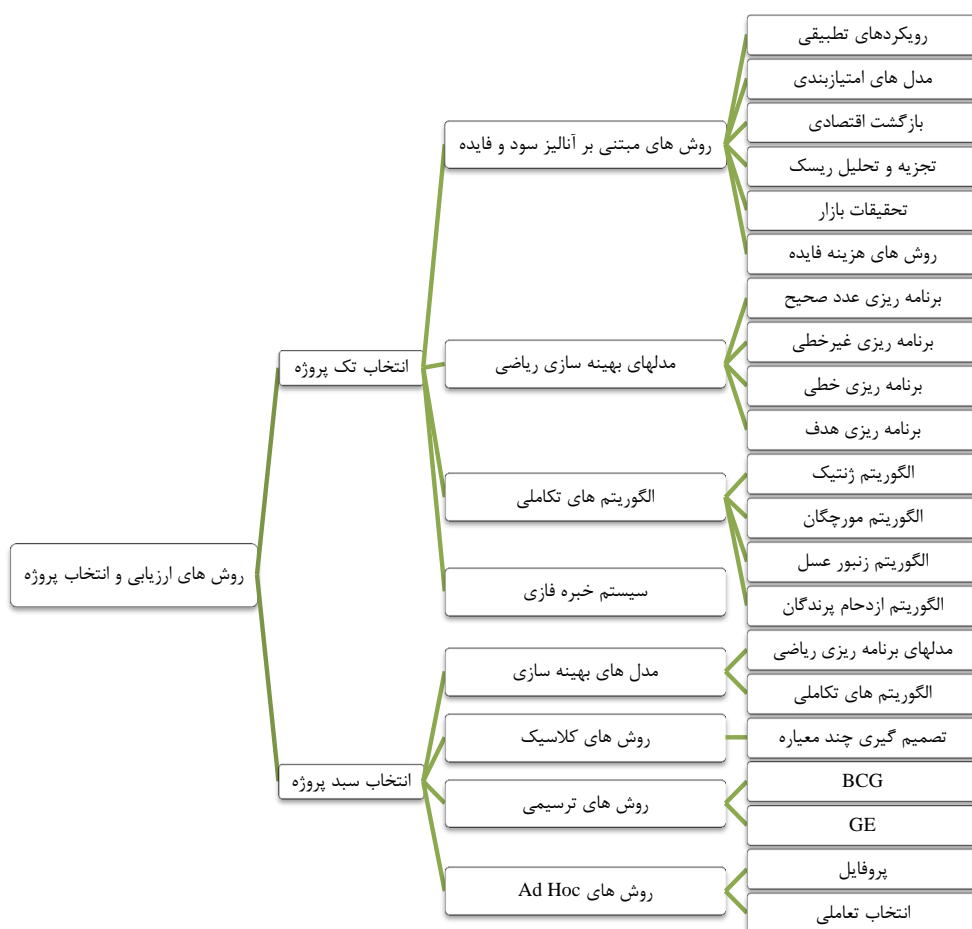 روش های ارزیابی و انتخاب پروژه
انتخاب تک پروژه
روش های مبتنی بر آنالیز سود و فایده
رویکردهای تطبیقی
مدل های امتیازبندی
بازگشت اقتصادی
تجزیه و تحلیل ریسک
تحقیقات بازار
روش های هزینه فایده
مدلهای بهینه سازی ریاضی
برنامه ریزی عدد صحیح
برنامه ریزی غیرخطی
برنامه ریزی خطی
برنامه ریزی هدف
الگوریتم های تکاملی
الگوریتم ژنتیک
الگوریتم مورچگان
الگوریتم زنبور عسل
الگوریتم ازدحام پرندگان
سیستم خبره فازی
انتخاب سبد پروژه
مدل های بهینه سازی
مدلهای برنامه ریزی ریاضی
الگوریتم های تکاملی
روش های کلاسیک
تصمیم گیری چند معیاره
روش های ترسیمی
BCG
GE
روش های Ad Hoc
پروفایل
انتخاب تعاملی